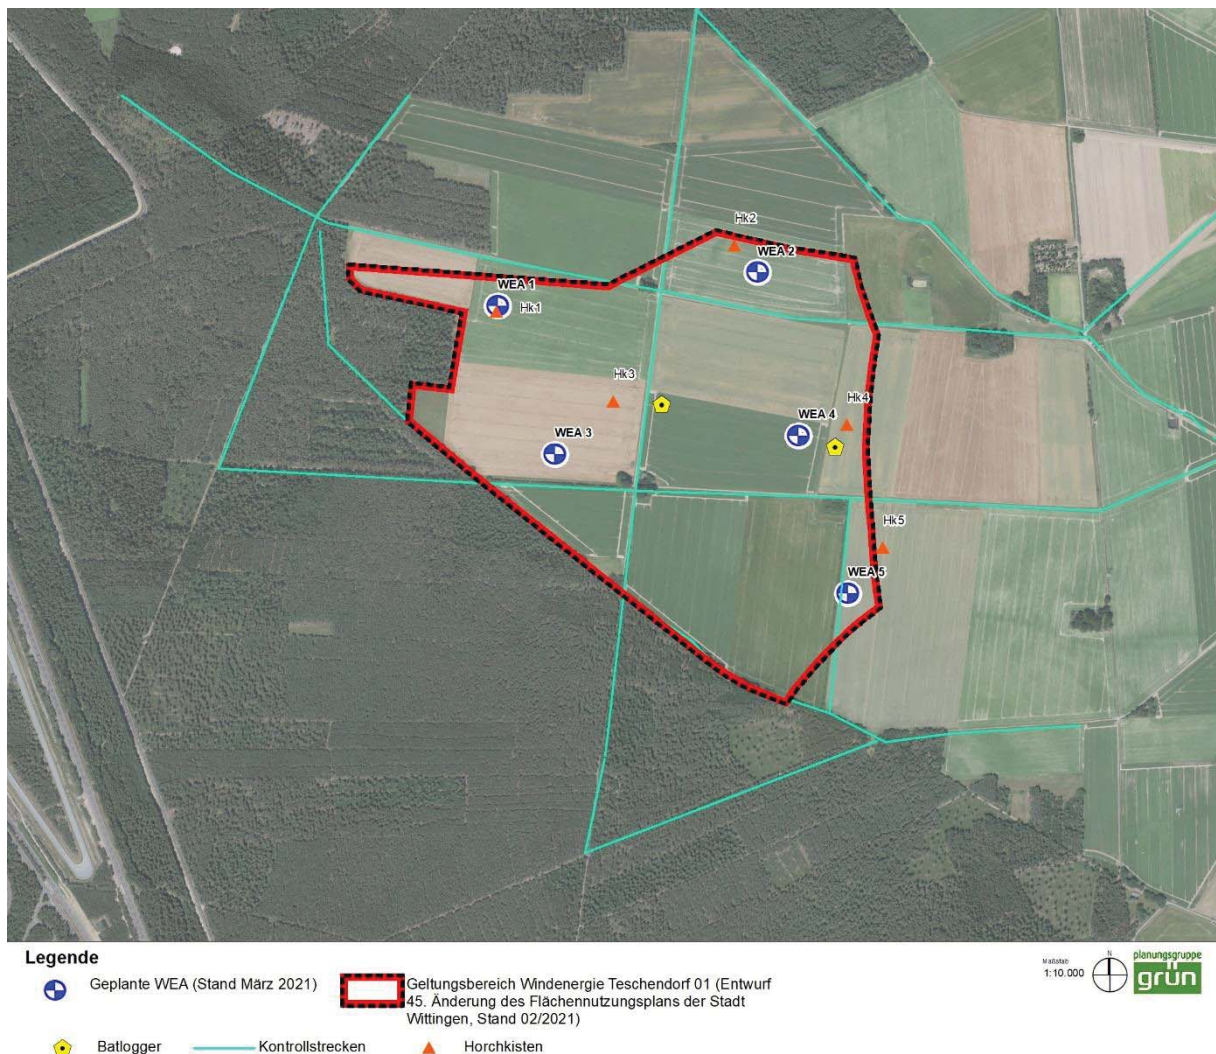 Hk2
WEA 2
WEA 1
Hk1
Hk3
Hk4
WEA 4
WEA 3
Hk5
WEA 5
Legende
Geplante WEA (Stand März 2021)
Geltungsbereich Windenergie Teschendorf 01 (Entwurf
45. Änderung des Flächennutzungsplans der Stadt
Wittingen, Stand 02/2021)
Batlogger
Kontrollstrecken
Horchkisten
Maßstab
1:10.000
N
planungsgruppe
grün